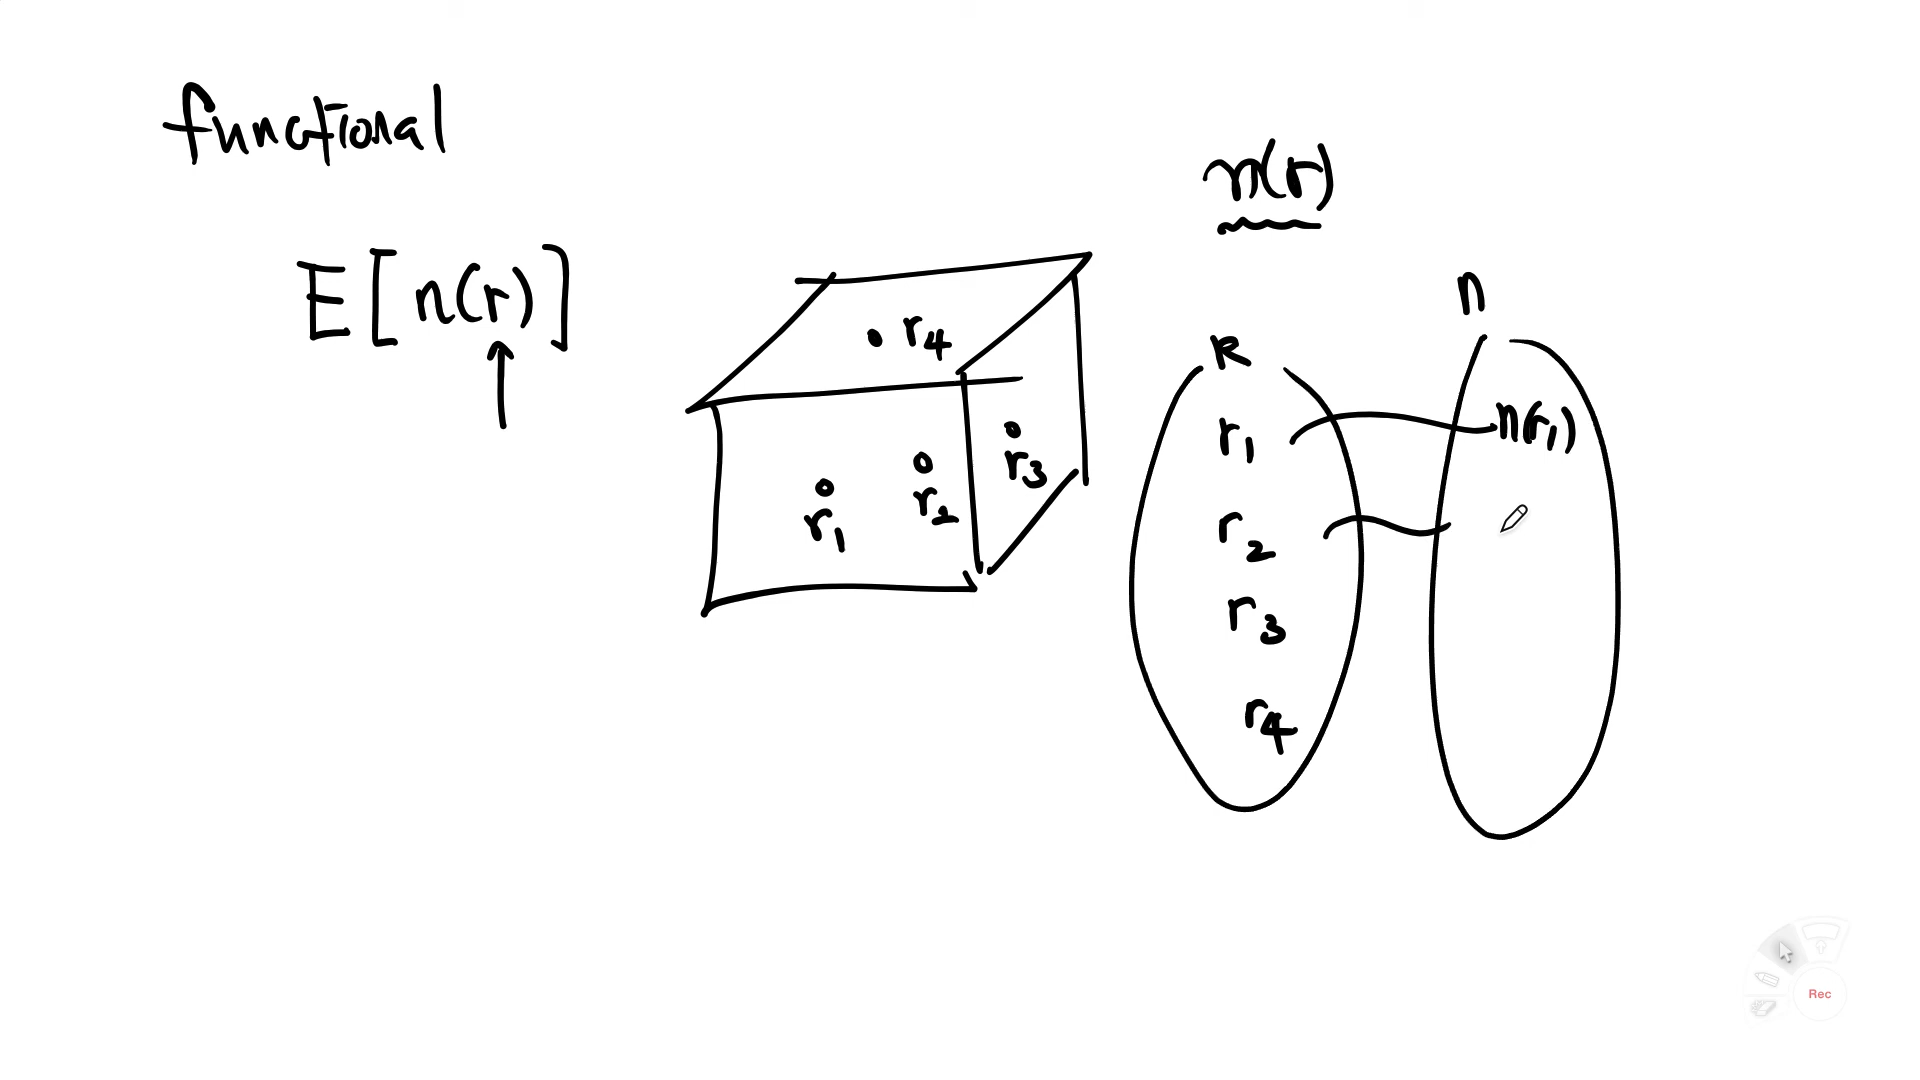 functional
n(r)
E[n(r)]
n
R
r4
n(r1)
r1
r3
r2
r1
r2
r3
r4
Rec